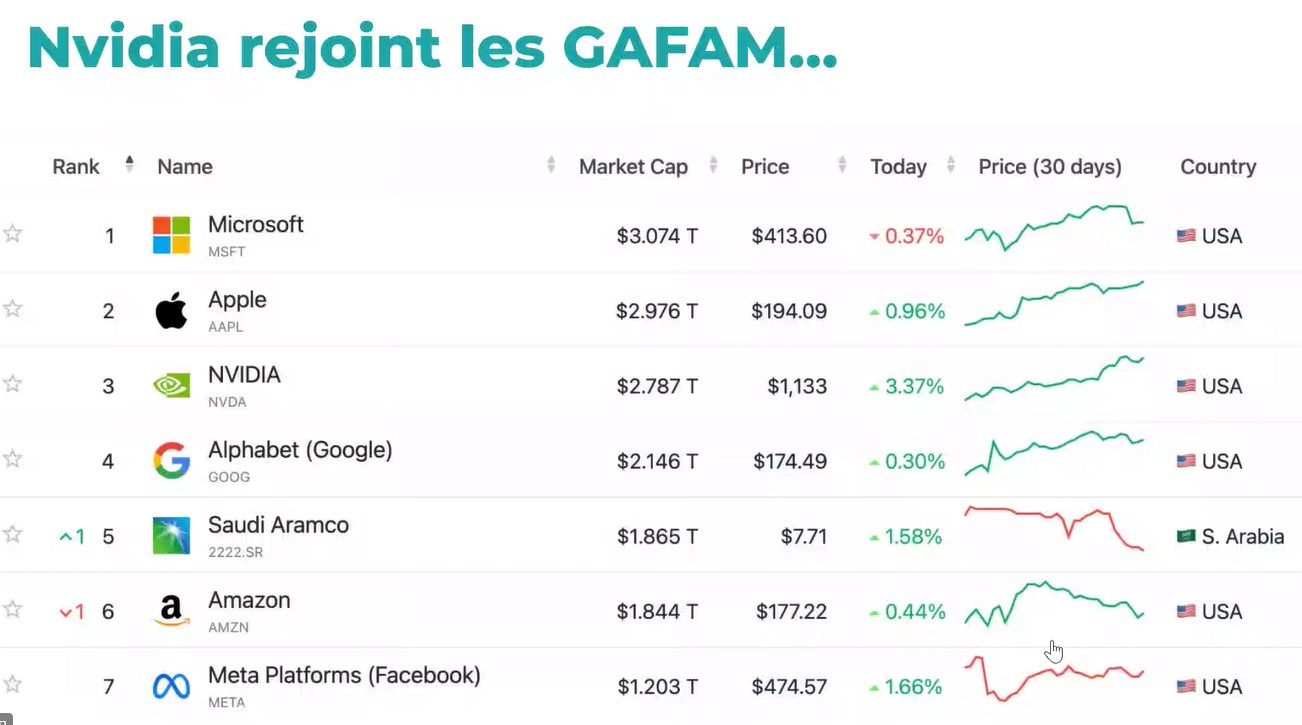 Nvidia rejoint les GAFAM...
Rank Name Market Cap Price Today Price (30 days) Country
1 Microsoft MSFT $3.074 T $413.60 0.37% USA
2 Apple AAPL $2.976 T $194.09 0.96% USA
3 NVIDIA NVDA $2.787 T $1,133 3.37% USA
4 Alphabet (Google) GOOG $2.146 T $174.49 0.30% USA
1 5 Saudi Aramco 2222.SR $1.865 T $7.71 1.58% S. Arabia
1 6 Amazon AMZN $1.844 T $177.22 0.44% USA
7 Meta Platforms (Facebook) META $1.203 T $474.57 1.66% USA